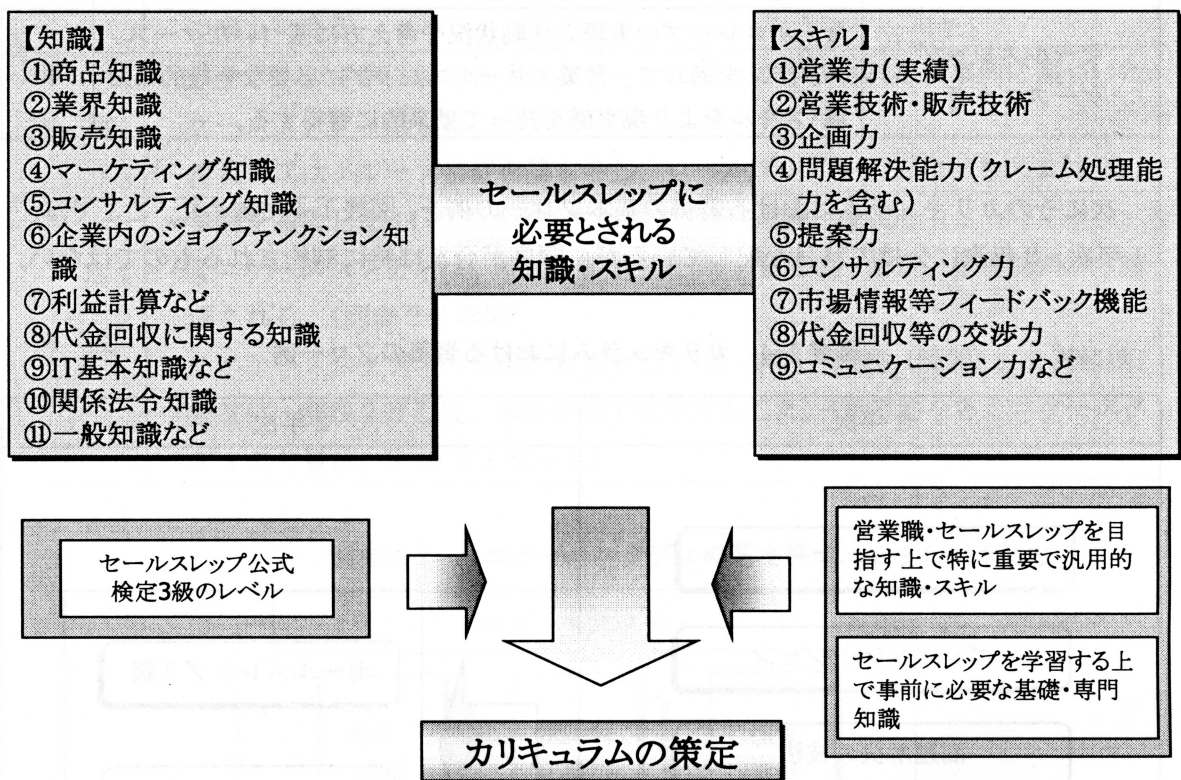 【知識】
①商品知識
②業界知識
③販売知識
④マーケティング知識
⑤コンサルティング知識
⑥企業内のジョブファンクション知
識
⑦利益計算など
⑧代金回収に関する知識
⑨IT基本知識など
⑩関係法令知識
⑪一般知識など
セールスレップに
必要とされる
知識・スキル
【スキル】
①営業力(実績)
②営業技術・販売技術
③企画力
④問題解決能力(クレーム処理能
力を含む)
⑤提案力
⑥コンサルティング力
⑦市場情報等フィードバック機能
⑧代金回収等の交渉力
⑨コミュニケーション力など
セールスレップ公式
検定3級のレベル
営業職・セールスレップを目
指す上で特に重要で汎用的
な知識・スキル
セールスレップを学習する上
で事前に必要な基礎・専門
知識
カリキュラムの策定